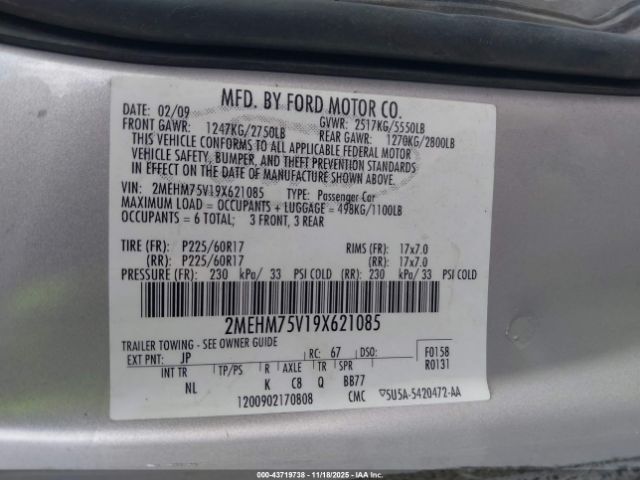 MFD. BY FORD MOTOR CO.
DATE: 02/09 GVWR: 2517KG/5550LB
FRONT GAWR: 1247KG/2750LB REAR GAWR: 1270KG/2800LB
THIS VEHICLE CONFORMS TO ALL APPLICABLE FEDERAL MOTOR
VEHICLE SAFETY, BUMPER, AND THEFT PREVENTION STANDARDS
IN EFFECT ON THE DATE OF MANUFACTURE SHOWN ABOVE.
VIN: 2MEHM75V19X621085 TYPE: Passenger Car
MAXIMUM LOAD = OCCUPANTS + LUGGAGE = 498KG/1100LB
OCCUPANTS = 6 TOTAL; 3 FRONT, 3 REAR
TIRE (FR): P225/60R17 RIMS (FR): 17x7.0
(RR): P225/60R17 (RR): 17x7.0
PRESSURE (FR): 230 kPa/ 33 PSI COLD (RR): 230 kPa/ 33 PSI COLD
2MEHM75V19X621085
TRAILER TOWING - SEE OWNER GUIDE
EXT PNT: JP RC: 67 DSO: F0158
INT TR TP/PS R AXLE TR SPR R0131
NL K C8 Q BB77
1200902170808 CMC 5U5A-5420472-AA
000-43719738 - 11/18/2025 - IAAI.com